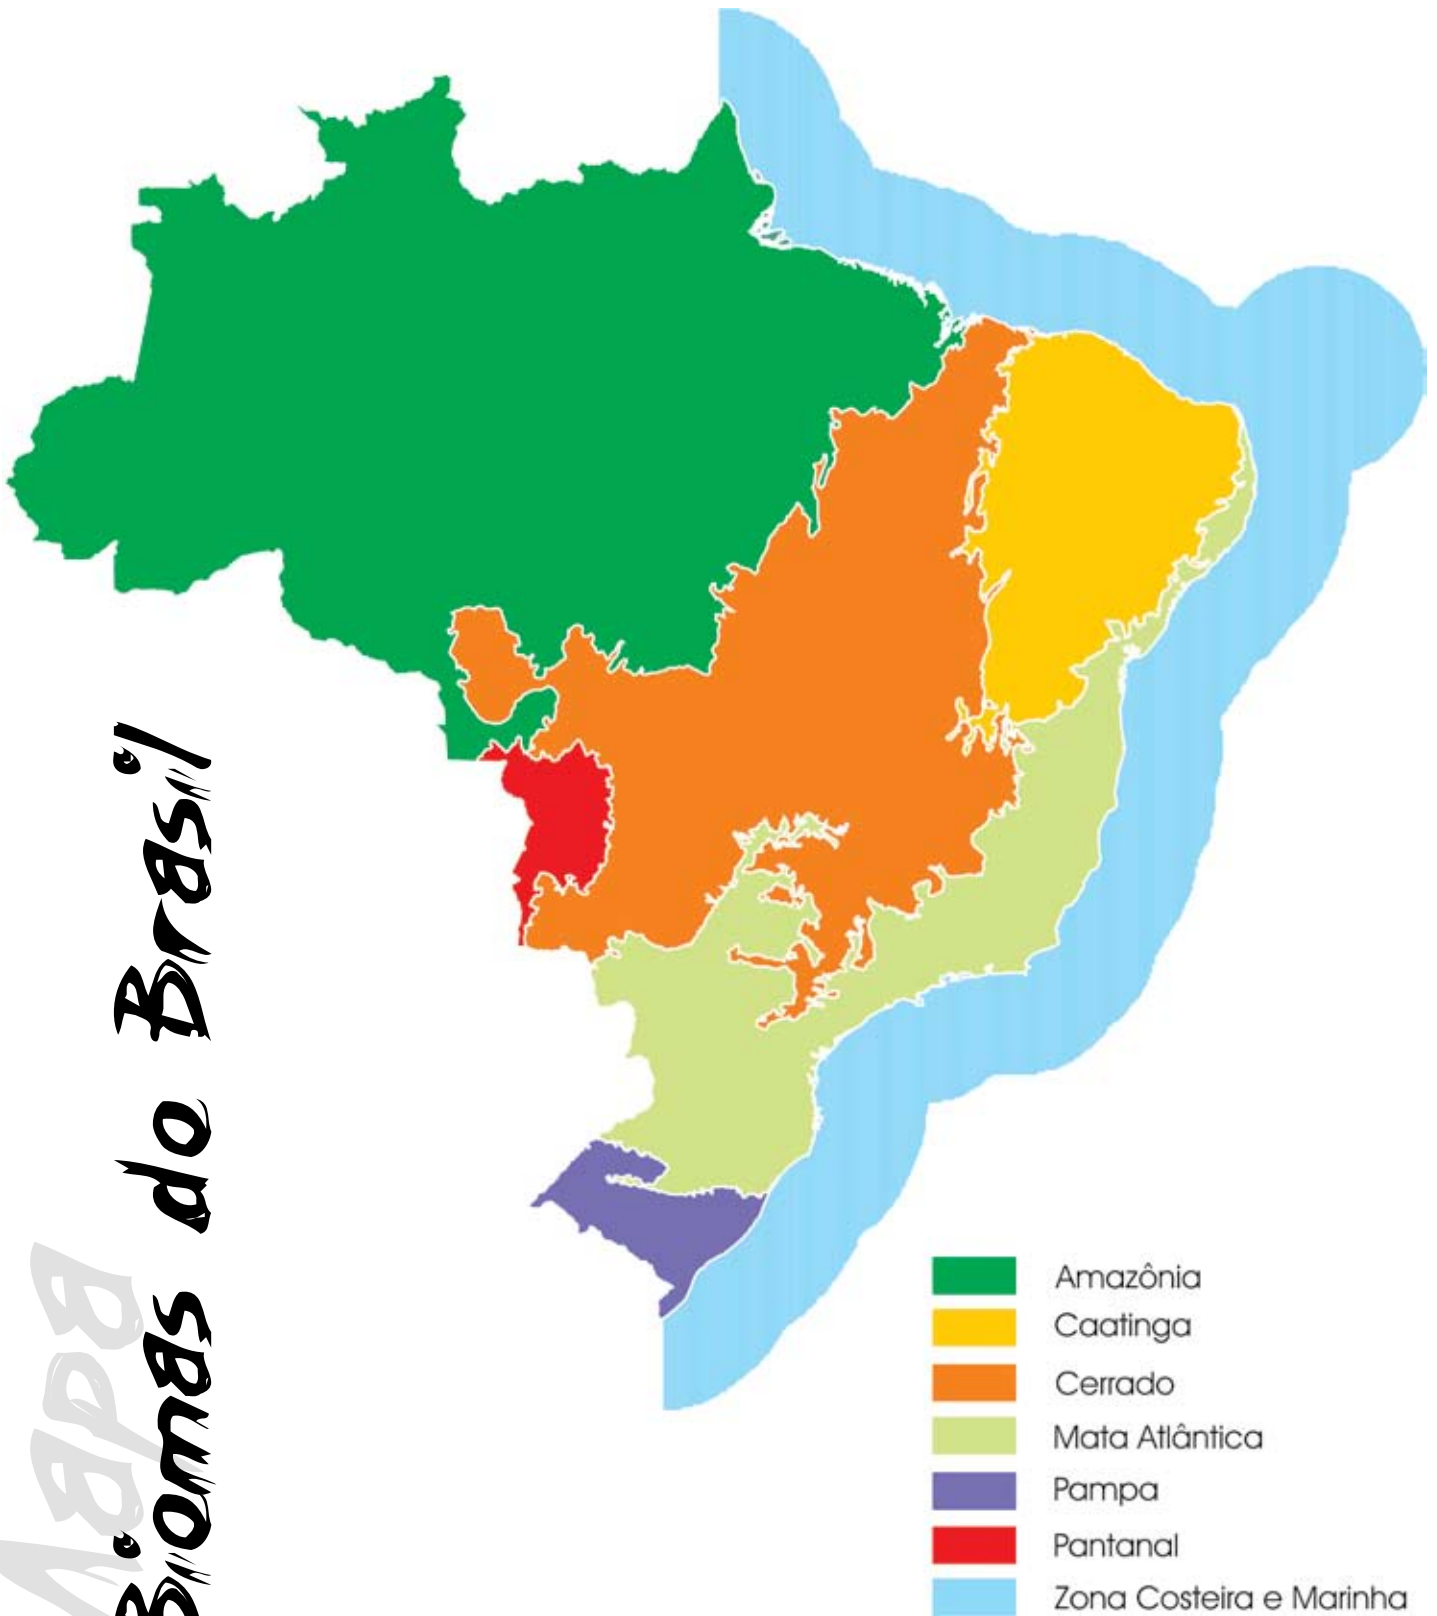 Mapa
Biomas do Brasil
Amazônia
Caatinga
Cerrado
Mata Atlântica
Pampa
Pantanal
Zona Costeira e Marinha